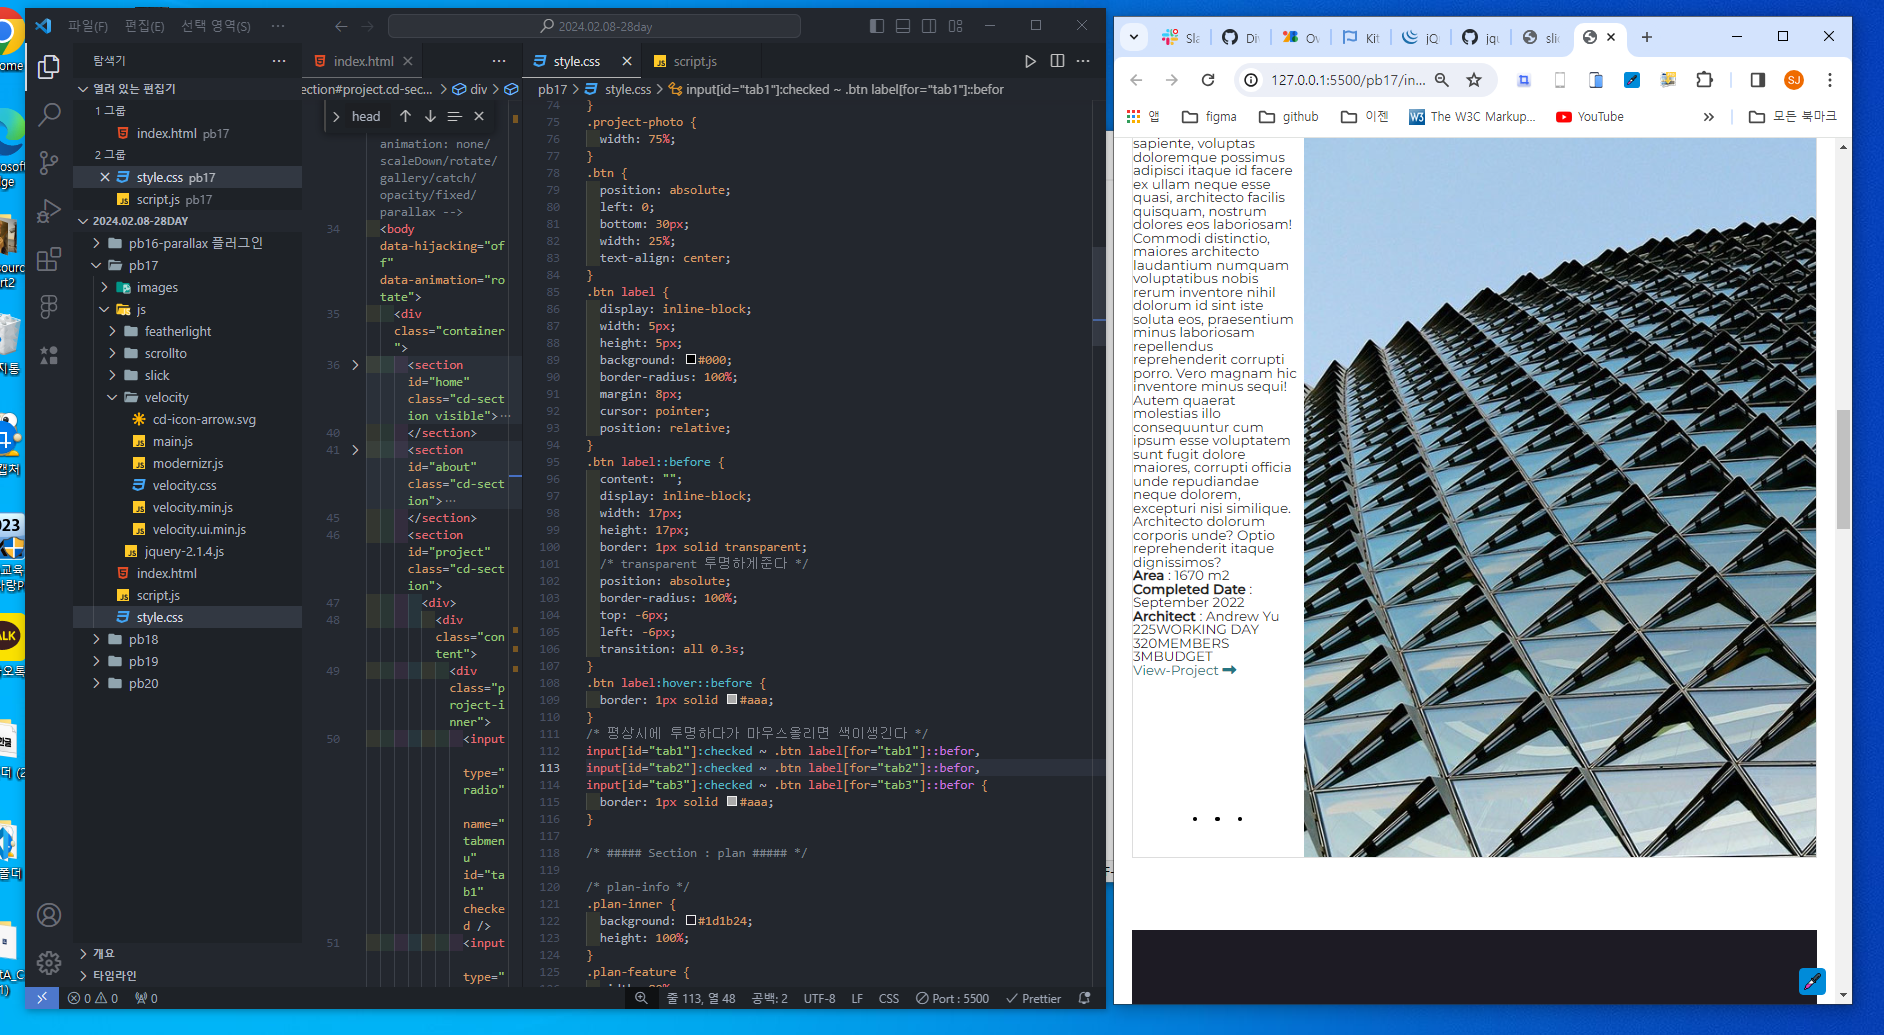 파일(F) 편집(E) 선택 영역(S) ···
2024.02.08-28day
탐색기
열려 있는 편집기
1 그룹
index.html pb17
2 그룹
style.css pb17
script.js pb17
2024.02.08-28DAY
pb16-parallax 플러그인
pb17
images
js
featherlight
scrollto
slick
velocity
cd-icon-arrow.svg
main.js
modernizr.js
velocity.css
velocity.min.js
velocity.ui.min.js
jquery-2.1.4.js
index.html
script.js
style.css
pb18
pb19
pb20
개요
타임라인
index.html
ection#project.cd-sec... > div >
head
animation: none/
scaleDown/rotate/
gallery/catch/
opacity/fixed/
parallax -->
34 <body
data-hijacking="of
f"
data-animation="ro
tate">
35 <div
class="container
">
36 <section
id="home"
class="cd-sect
ion visible">···
40 </section>
41 <section
id="about"
class="cd-sect
ion">···
45 </section>
46 <section
id="project"
class="cd-sect
ion">
47 <div>
48 <div
class="con
tent">
49 <div
class="p
roject-i
nner">
50 <input
type="
radio"
name="
tabmen
u"
id="ta
b1"
checke
d />
51 <input
type="
style.css
script.js
pb17 > style.css > input[id="tab1"]:checked ~ .btn label[for="tab1"]::befor
74 }
75 .project-photo {
76 width: 75%;
77 }
78 .btn {
79 position: absolute;
80 left: 0;
81 bottom: 30px;
82 width: 25%;
83 text-align: center;
84 }
85 .btn label {
86 display: inline-block;
87 width: 5px;
88 height: 5px;
89 background: #000;
90 border-radius: 100%;
91 margin: 8px;
92 cursor: pointer;
93 position: relative;
94 }
95 .btn label::before {
96 content: "";
97 display: inline-block;
98 width: 17px;
99 height: 17px;
100 border: 1px solid transparent;
101 /* transparent 투명하게준다 */
102 position: absolute;
103 border-radius: 100%;
104 top: -6px;
105 left: -6px;
106 transition: all 0.3s;
107 }
108 .btn label:hover::before {
109 border: 1px solid #aaa;
110 }
111 /* 평상시에 투명하다가 마우스올리면 색이생긴다 */
112 input[id="tab1"]:checked ~ .btn label[for="tab1"]::befor,
113 input[id="tab2"]:checked ~ .btn label[for="tab2"]::befor,
114 input[id="tab3"]:checked ~ .btn label[for="tab3"]::befor {
115 border: 1px solid #aaa;
116 }
117
118 /* ##### Section : plan ##### */
119
120 /* plan-info */
121 .plan-inner {
122 background: #1d1b24;
123 height: 100%;
124 }
125 .plan-feature {
0 0 0
줄 113, 열 48 공백: 2 UTF-8 LF CSS Port : 5500 Prettier
Sla Di Ov Kit jQ jqu slic
127.0.0.1:5500/pb17/in...
SJ
앱 figma github 이젠 The W3C Markup... YouTube » 모든 북마크
sapiente, voluptas
doloremque possimus
adipisci itaque id facere
ex ullam neque esse
quasi, architecto facilis
quisquam, nostrum
dolores eos laboriosam!
Commodi distinctio,
maiores architecto
laudantium numquam
voluptatibus nobis
rerum inventore nihil
dolorum id sint iste
soluta eos, praesentium
minus laboriosam
repellendus
reprehenderit corrupti
porro. Vero magnam hic
inventore minus sequi!
Autem quaerat
molestias illo
consequuntur cum
ipsum esse voluptatem
sunt fugit dolore
maiores, corrupti officia
unde repudiandae
neque dolorem,
excepturi nisi similique.
Architecto dolorum
corporis unde? Optio
reprehenderit itaque
dignissimos?
Area : 1670 m2
Completed Date :
September 2022
Architect : Andrew Yu
225WORKING DAY
320MEMBERS
3MBUDGET
View-Project